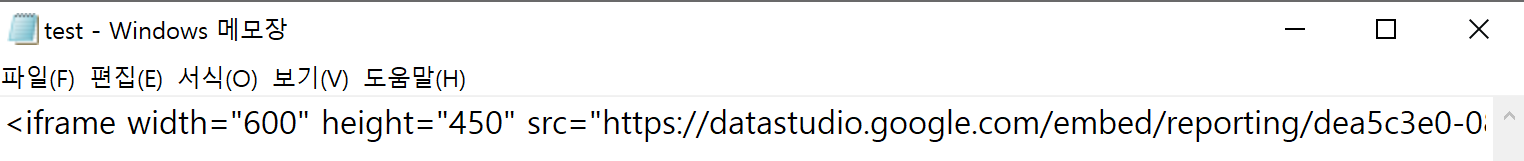 test - Windows 메모장
파일(F) 편집(E) 서식(O) 보기(V) 도움말(H)
<iframe width="600" height="450" src="https://datastudio.google.com/embed/reporting/dea5c3e0-08